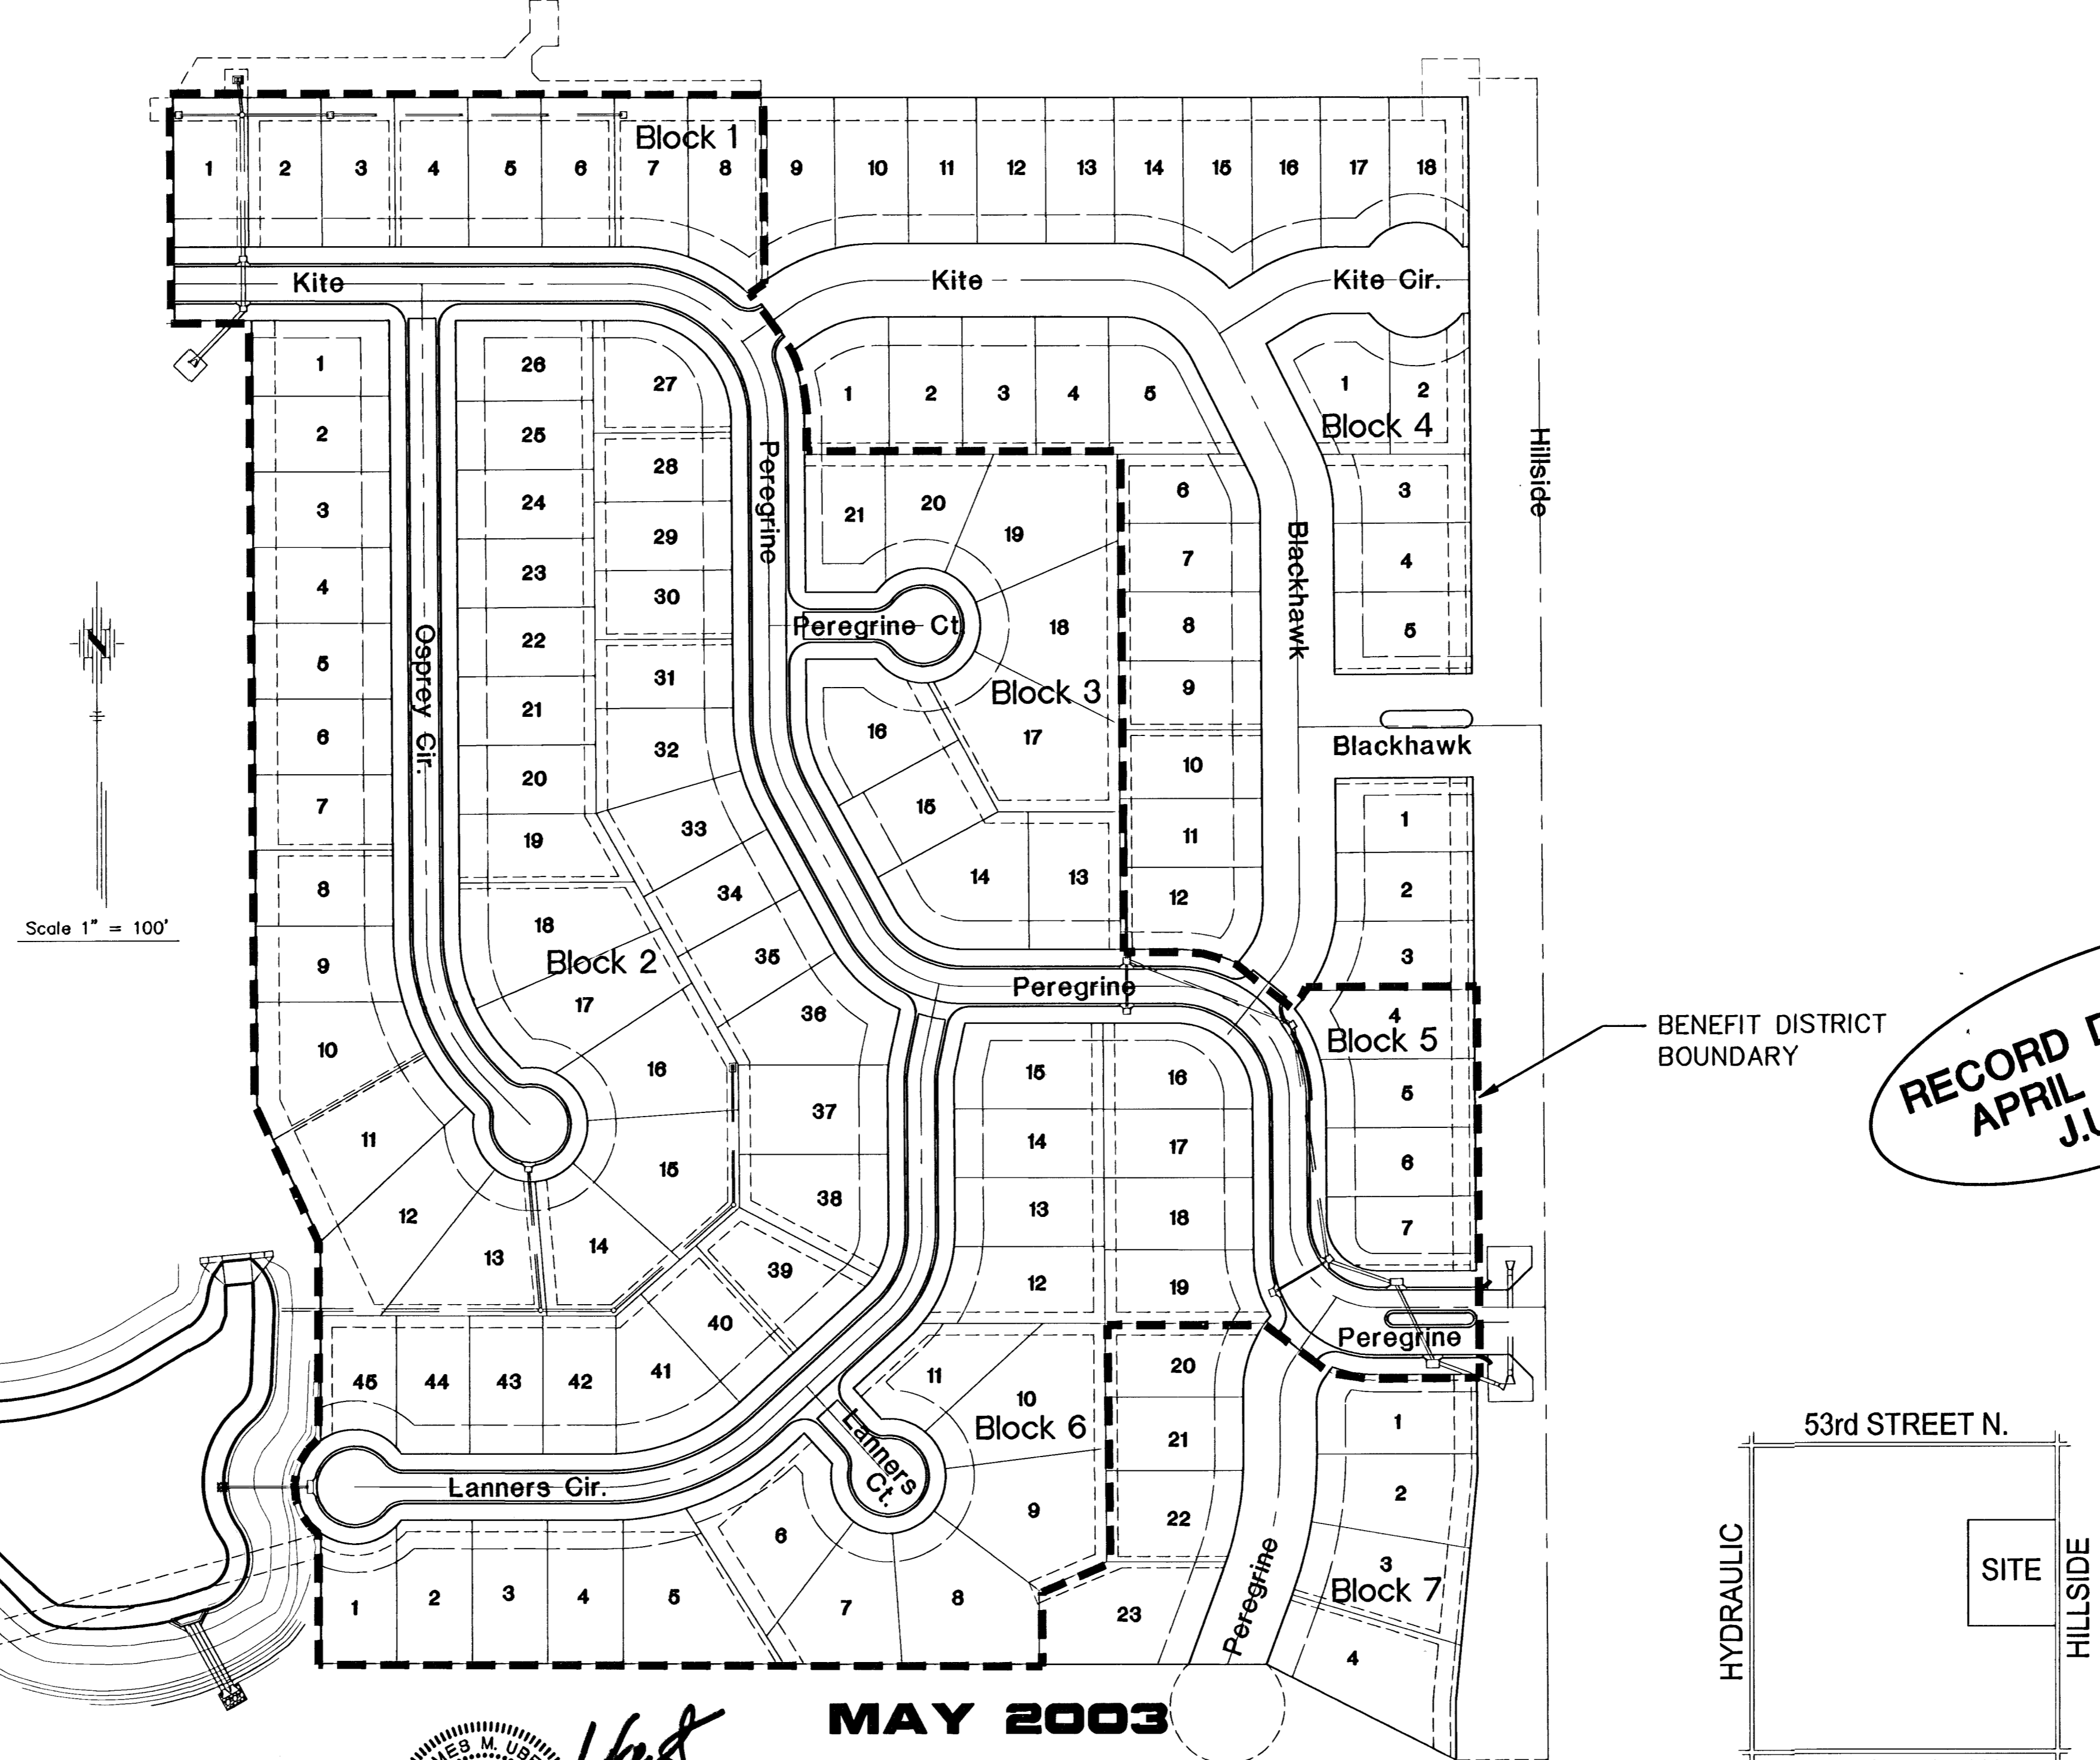 Block 1
1 2 3 4 5 6 7 8 9 10 11 12 13 14 15 16 17 18
Kite
Kite
Kite Cir.
Osprey Cir.
Peregrine
Hillside
1
2
3
4
5
6
7
8
9
10
11
12
13
14
15
16
17
18
19
20
21
22
23
24
25
26
27
28
29
30
31
32
33
34
35
36
37
38
39
40
41
42
43
44
45
Block 2
1 2 3 4 5
6
7
8
9
10
11
12
13
14
15
16
17
18
19
20
21
Block 3
Peregrine Ct.
Blackhawk
1
2
Block 4
3
4
5
Blackhawk
1
2
3
4
Block 5
5
6
7
Peregrine
Peregrine
BENEFIT DISTRICT
BOUNDARY
Scale 1" = 100'
N
RECORD D
APRIL
J.U
15
14
13
12
16
17
18
19
20
21
22
23
11
10
9
8
7
6
5
4
3
2
1
Block 6
Lanners Cir.
Lanners
Ct.
Peregrine
1
2
3
Block 7
4
MAY 2003
MES M. UBE
53rd STREET N.
HYDRAULIC
SITE
HILLSIDE